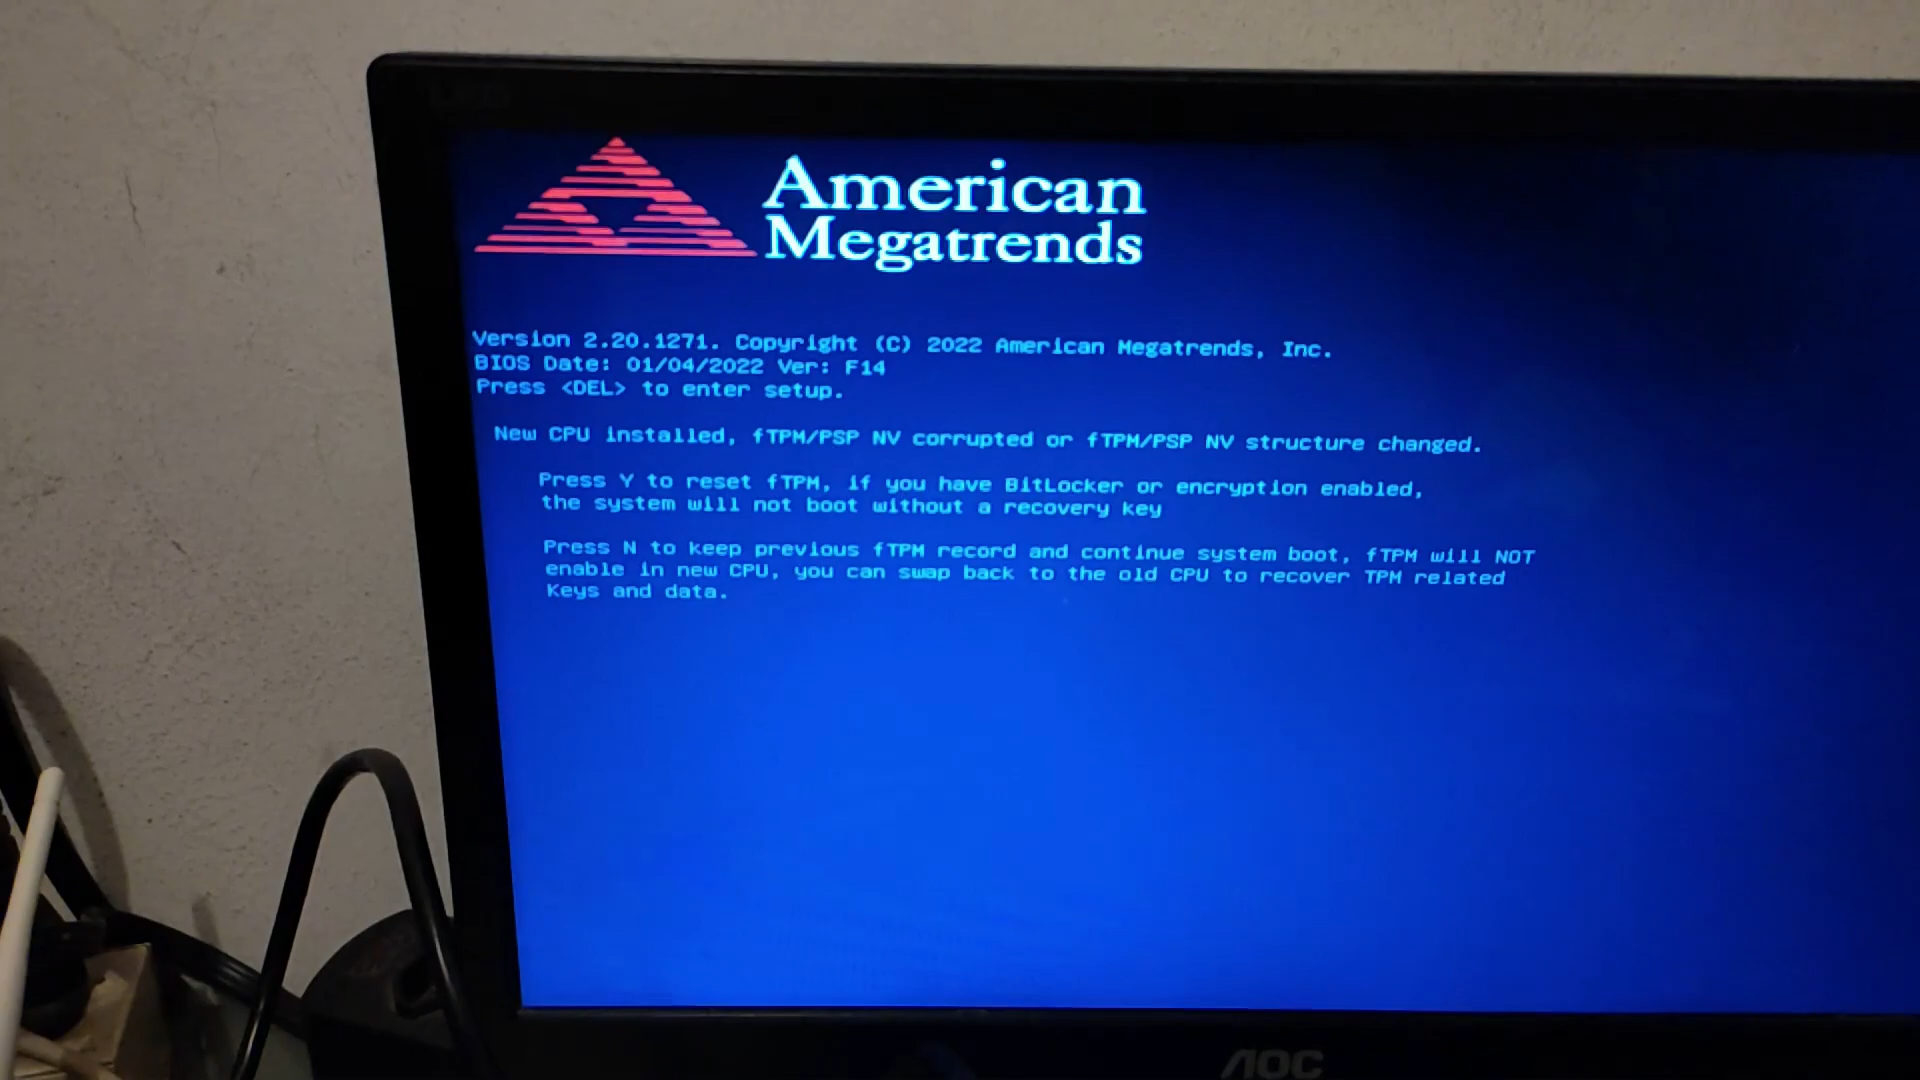 American
Megatrends
Version 2.20.1271. Copyright (C) 2022 American Megatrends, Inc.
BIOS Date: 01/04/2022 Ver: F14
Press <DEL> to enter setup.
New CPU installed, fTPM/PSP NV corrupted or fTPM/PSP NV structure changed.
Press Y to reset fTPM, if you have BitLocker or encryption enabled,
the system will not boot without a recovery key
Press N to keep previous fTPM record and continue system boot, fTPM will NOT
enable in new CPU, you can swap back to the old CPU to recover TPM related
Keys and data.
AOC